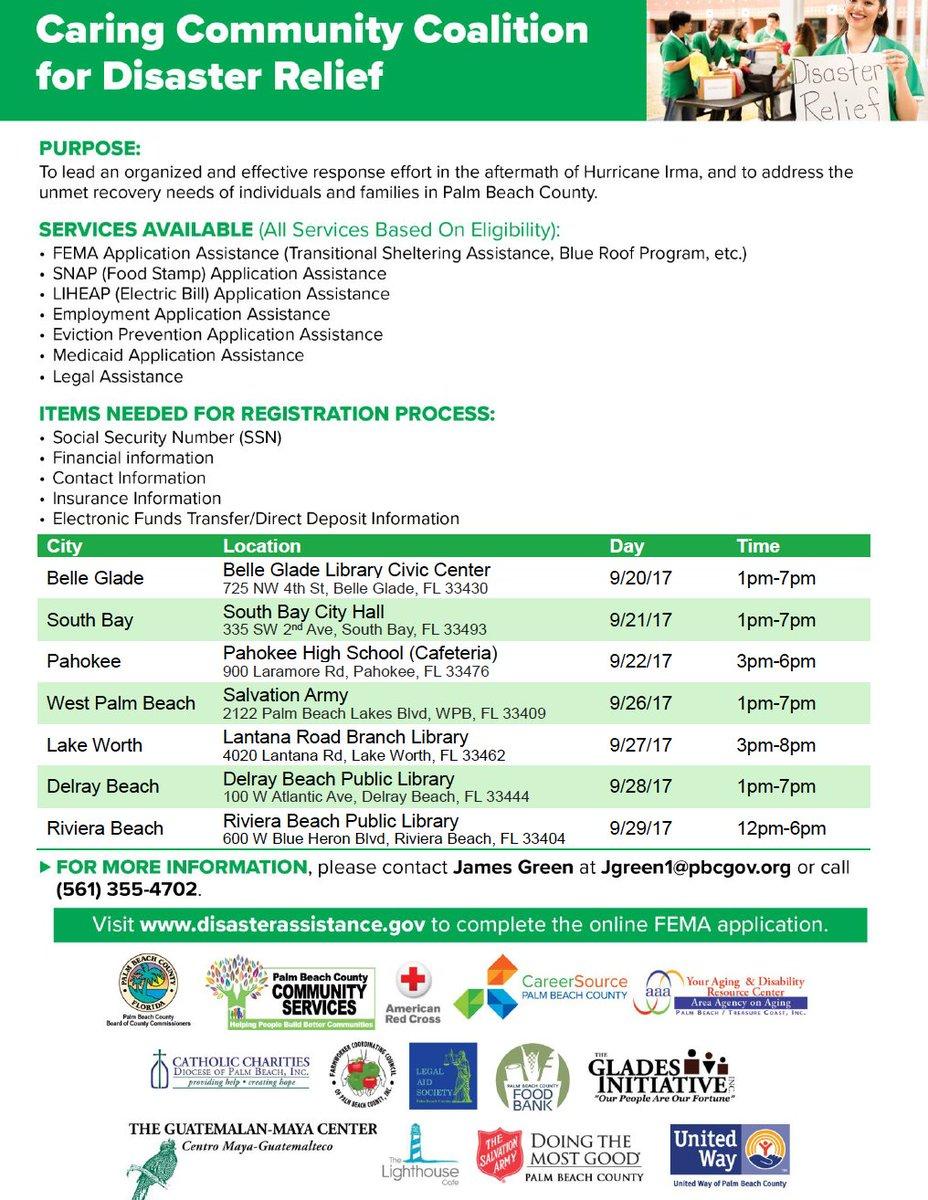 Caring Community Coalition
for Disaster Relief
Disaster
Relief
PURPOSE:
To lead an organized and effective response effort in the aftermath of Hurricane Irma, and to address the
unmet recovery needs of individuals and families in Palm Beach County.
SERVICES AVAILABLE (All Services Based On Eligibility):
• FEMA Application Assistance (Transitional Sheltering Assistance, Blue Roof Program, etc.)
• SNAP (Food Stamp) Application Assistance
• LIHEAP (Electric Bill) Application Assistance
• Employment Application Assistance
• Eviction Prevention Application Assistance
• Medicaid Application Assistance
• Legal Assistance
ITEMS NEEDED FOR REGISTRATION PROCESS:
• Social Security Number (SSN)
• Financial information
• Contact Information
• Insurance Information
• Electronic Funds Transfer/Direct Deposit Information
City Location Day Time
Belle Glade Belle Glade Library Civic Center 9/20/17 1pm-7pm
725 NW 4th St, Belle Glade, FL 33430
South Bay South Bay City Hall 9/21/17 1pm-7pm
335 SW 2nd Ave, South Bay, FL 33493
Pahokee Pahokee High School (Cafeteria) 9/22/17 3pm-6pm
900 Laramore Rd, Pahokee, FL 33476
West Palm Beach Salvation Army 9/26/17 1pm-7pm
2122 Palm Beach Lakes Blvd, WPB, FL 33409
Lake Worth Lantana Road Branch Library 9/27/17 3pm-8pm
4020 Lantana Rd, Lake Worth, FL 33462
Delray Beach Delray Beach Public Library 9/28/17 1pm-7pm
100 W Atlantic Ave, Delray Beach, FL 33444
Riviera Beach Riviera Beach Public Library 9/29/17 12pm-6pm
600 W Blue Heron Blvd, Riviera Beach, FL 33404
FOR MORE INFORMATION, please contact James Green at Jgreen1@pbcgov.org or call
(561) 355-4702.
Visit www.disasterassistance.gov to complete the online FEMA application.
PALM BEACH COUNTY
FLORIDA
Palm Beach County
Board of County Commissioners
Palm Beach County
COMMUNITY
SERVICES
Helping People Build Better Communities
American
Red Cross
CareerSource
PALM BEACH COUNTY
aaa
Your Aging & Disability
Resource Center
Area Agency on Aging
PALM BEACH / TREASURE COAST, INC.
CATHOLIC CHARITIES
DIOCESE OF PALM BEACH, INC.
providing help • creating hope
FARMWORKER COORDINATING COUNCIL
OF PALM BEACH COUNTY, INC.
LEGAL
AID
SOCIETY
PALM BEACH COUNTY
FOOD
BANK
THE
GLADES
INITIATIVE INC.
"Our People Are Our Fortune"
THE GUATEMALAN-MAYA CENTER
Centro Maya-Guatemalteco
The
Lighthouse
Cafe
THE
SALVATION
ARMY
DOING THE
MOST GOOD
PALM BEACH COUNTY
United
Way
United Way of Palm Beach County